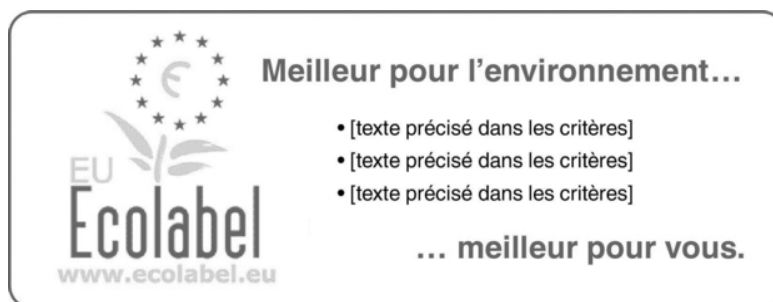 Meilleur pour l'environnement...
• [texte précisé dans les critères]
• [texte précisé dans les critères]
• [texte précisé dans les critères]
... meilleur pour vous.
EU
Ecolabel
www.ecolabel.eu